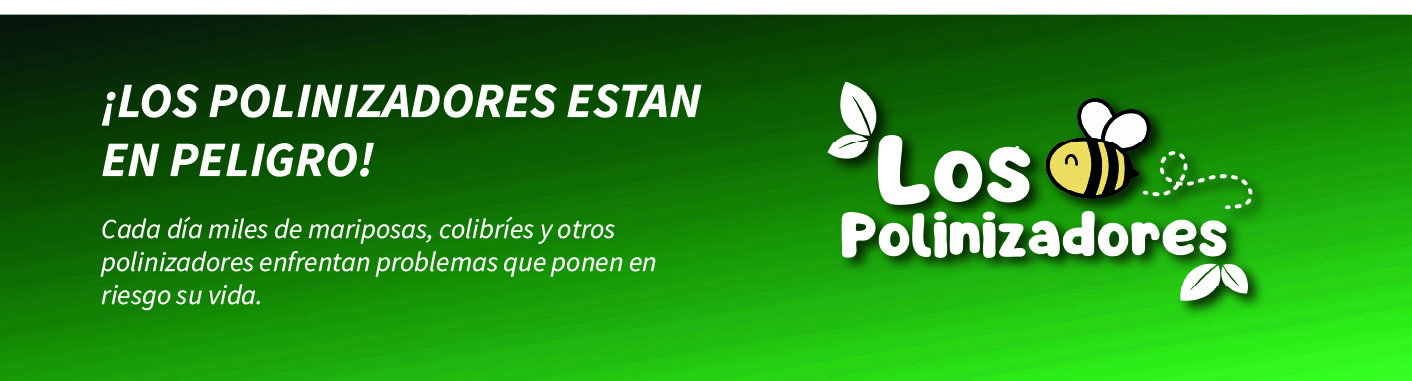 ¡LOS POLINIZADORES ESTAN
EN PELIGRO!
Cada día miles de mariposas, colibríes y otros
polinizadores enfrentan problemas que ponen en
riesgo su vida.
Los
Polinizadores